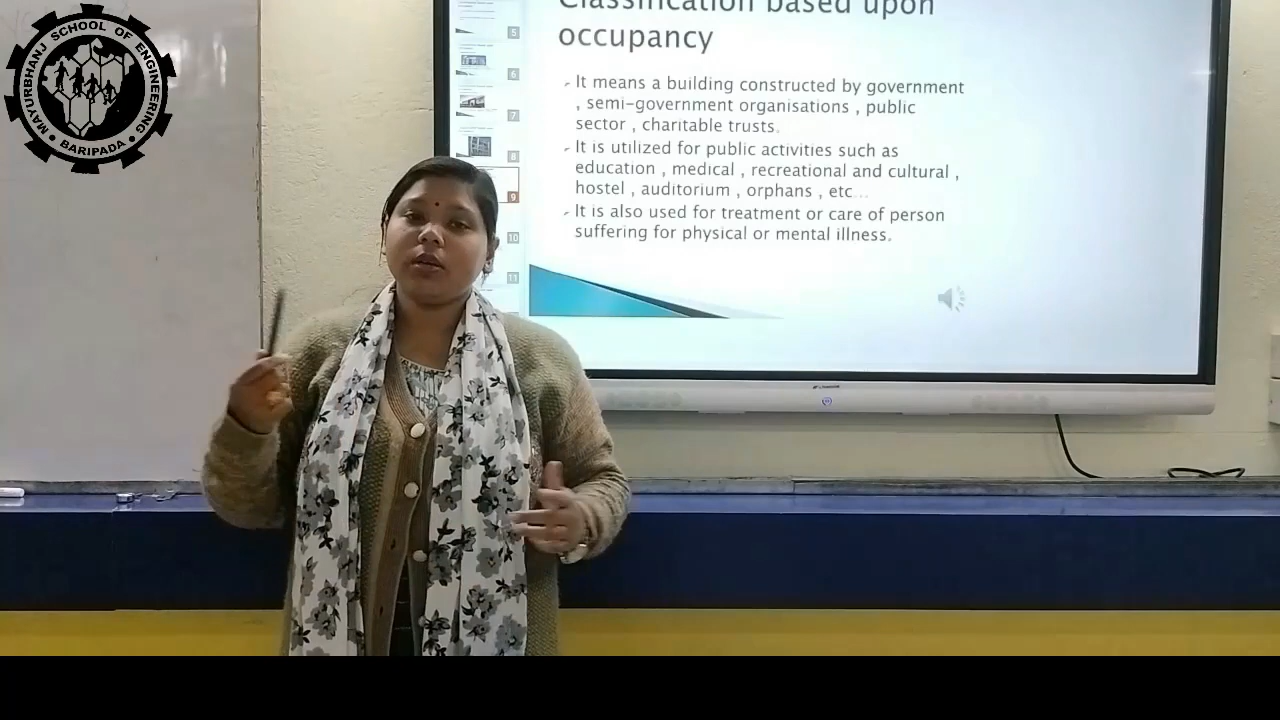 MAYURBHANJ SCHOOL OF ENGINEERING
• BARIPADA •
Classification based upon
occupancy
It means a building constructed by government
, semi-government organisations , public
sector , charitable trusts.
It is utilized for public activities such as
education , medical , recreational and cultural ,
hostel , auditorium , orphans , etc...
It is also used for treatment or care of person
suffering for physical or mental illness.
5
6
7
8
9
10
11